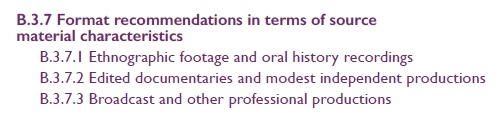 B.3.7 Format recommendations in terms of source
material characteristics
B.3.7.1 Ethnographic footage and oral history recordings
B.3.7.2 Edited documentaries and modest independent productions
B.3.7.3 Broadcast and other professional productions